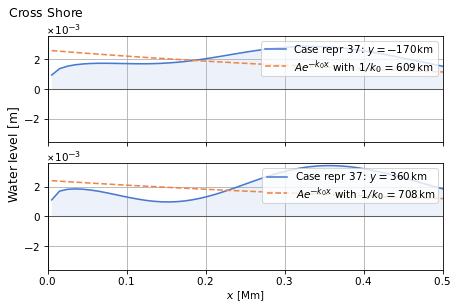 Cross Shore
×10⁻³
2
0
−2
Case repr 37: y = −170 km
Ae^{−k₀x} with 1/k₀ = 609 km
×10⁻³
2
0
−2
Case repr 37: y = 360 km
Ae^{−k₀x} with 1/k₀ = 708 km
Water level [m]
0.0 0.1 0.2 0.3 0.4 0.5
x [Mm]